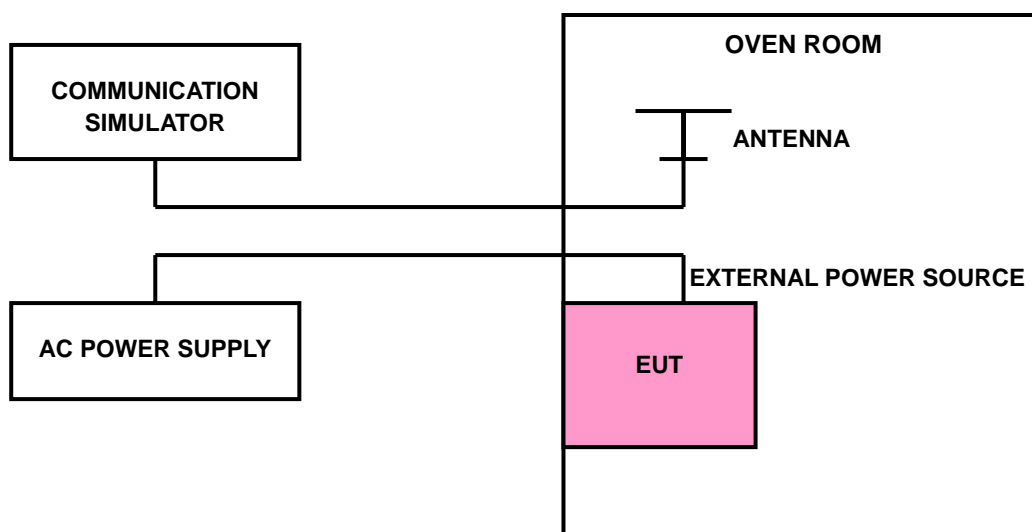 OVEN ROOM
COMMUNICATION
SIMULATOR
ANTENNA
EXTERNAL POWER SOURCE
AC POWER SUPPLY
EUT